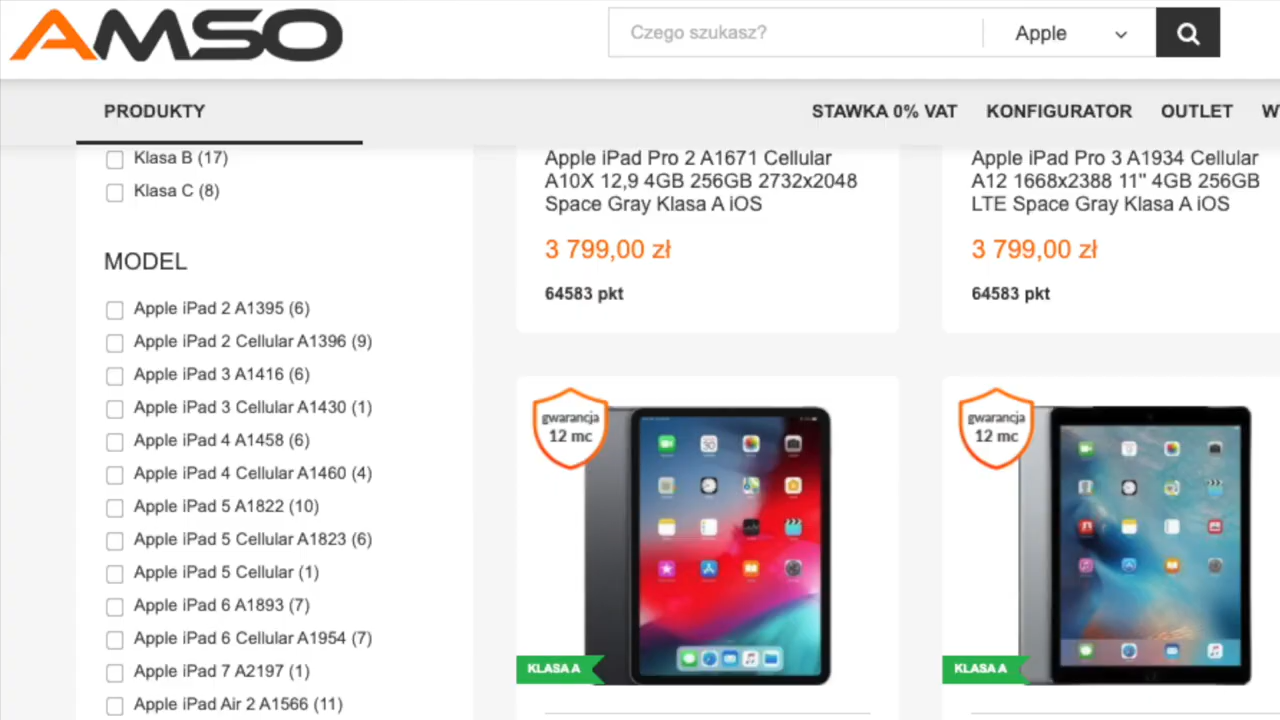 AMSO
Czego szukasz?
Apple
PRODUKTY
STAWKA 0% VAT
KONFIGURATOR
OUTLET
W
Klasa B (17)
Klasa C (8)
MODEL
Apple iPad 2 A1395 (6)
Apple iPad 2 Cellular A1396 (9)
Apple iPad 3 A1416 (6)
Apple iPad 3 Cellular A1430 (1)
Apple iPad 4 A1458 (6)
Apple iPad 4 Cellular A1460 (4)
Apple iPad 5 A1822 (10)
Apple iPad 5 Cellular A1823 (6)
Apple iPad 5 Cellular (1)
Apple iPad 6 A1893 (7)
Apple iPad 6 Cellular A1954 (7)
Apple iPad 7 A2197 (1)
Apple iPad Air 2 A1566 (11)
Apple iPad Pro 2 A1671 Cellular
A10X 12,9 4GB 256GB 2732x2048
Space Gray Klasa A iOS
3 799,00 zł
64583 pkt
Apple iPad Pro 3 A1934 Cellular
A12 1668x2388 11" 4GB 256GB
LTE Space Gray Klasa A iOS
3 799,00 zł
64583 pkt
gwarancja
12 mc
KLASA A
gwarancja
12 mc
KLASA A